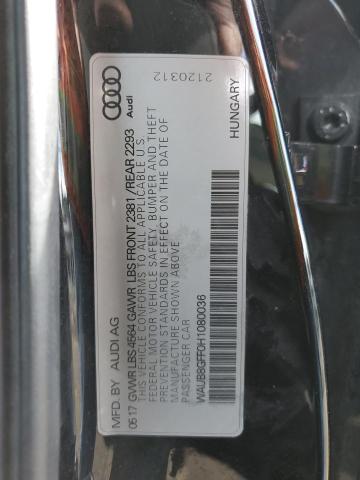 MFD. BY AUDI AG
05 17 GVWR LBS 4564 GAWR LBS FRONT 2381 / REAR 2293
THIS VEHICLE CONFORMS TO ALL APPLICABLE U S
FEDERAL MOTOR VEHICLE SAFETY, BUMPER AND THEFT
STANDARDS IN EFFECT ON THE DATE OF
MANUFACTURE SHOWN ABOVE
PASSENGER CAR
WAUB8GFF0H1080036
Audi
2120312
HUNGARY